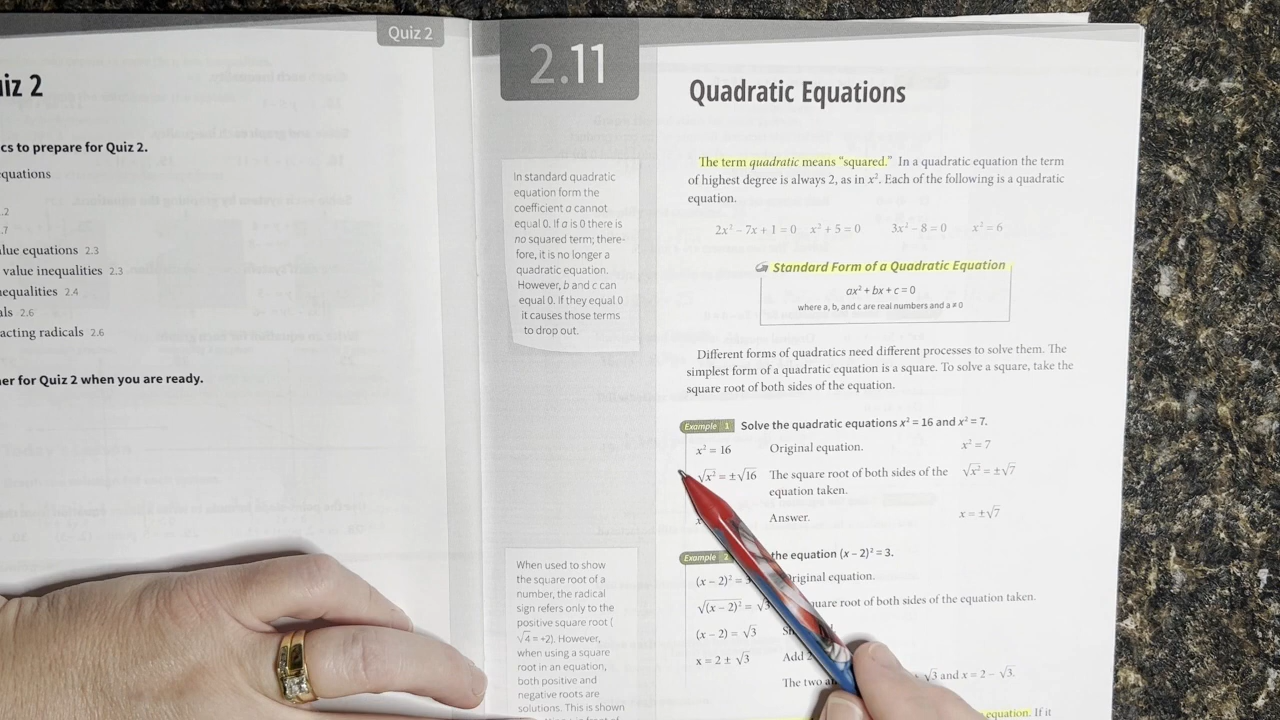 Quiz 2
iz 2
cs to prepare for Quiz 2.
equations
.2
.7
lue equations 2.3
value inequalities 2.3
nequalities 2.4
ls 2.6
acting radicals 2.6
er for Quiz 2 when you are ready.
2.11
In standard quadratic
equation form the
coefficient a cannot
equal 0. If a is 0 there is
no squared term; there-
fore, it is no longer a
quadratic equation.
However, b and c can
equal 0. If they equal 0
it causes those terms
to drop out.
When used to show
the square root of a
number, the radical
sign refers only to the
positive square root (
√4 = +2). However,
when using a square
root in an equation,
both positive and
negative roots are
solutions. This is shown
Quadratic Equations
The term quadratic means “squared.” In a quadratic equation the term
of highest degree is always 2, as in x². Each of the following is a quadratic
equation.
2x² – 7x + 1 = 0 x² + 5 = 0 3x² – 8 = 0 x² = 6
Standard Form of a Quadratic Equation
ax² + bx + c = 0
where a, b, and c are real numbers and a ≠ 0
Different forms of quadratics need different processes to solve them. The
simplest form of a quadratic equation is a square. To solve a square, take the
square root of both sides of the equation.
Example 1 Solve the quadratic equations x² = 16 and x² = 7.
x² = 16 Original equation. x² = 7
√x² = ±√16 The square root of both sides of the √x² = ±√7
equation taken.
x Answer. x = ±√7
Example 2 the equation (x – 2)² = 3.
(x – 2)² = 3 Original equation.
√(x – 2)² = √3 quare root of both sides of the equation taken.
(x – 2) = √3
x = 2 ± √3 Add 2
The two √3 and x = 2 – √3.
equation. If it